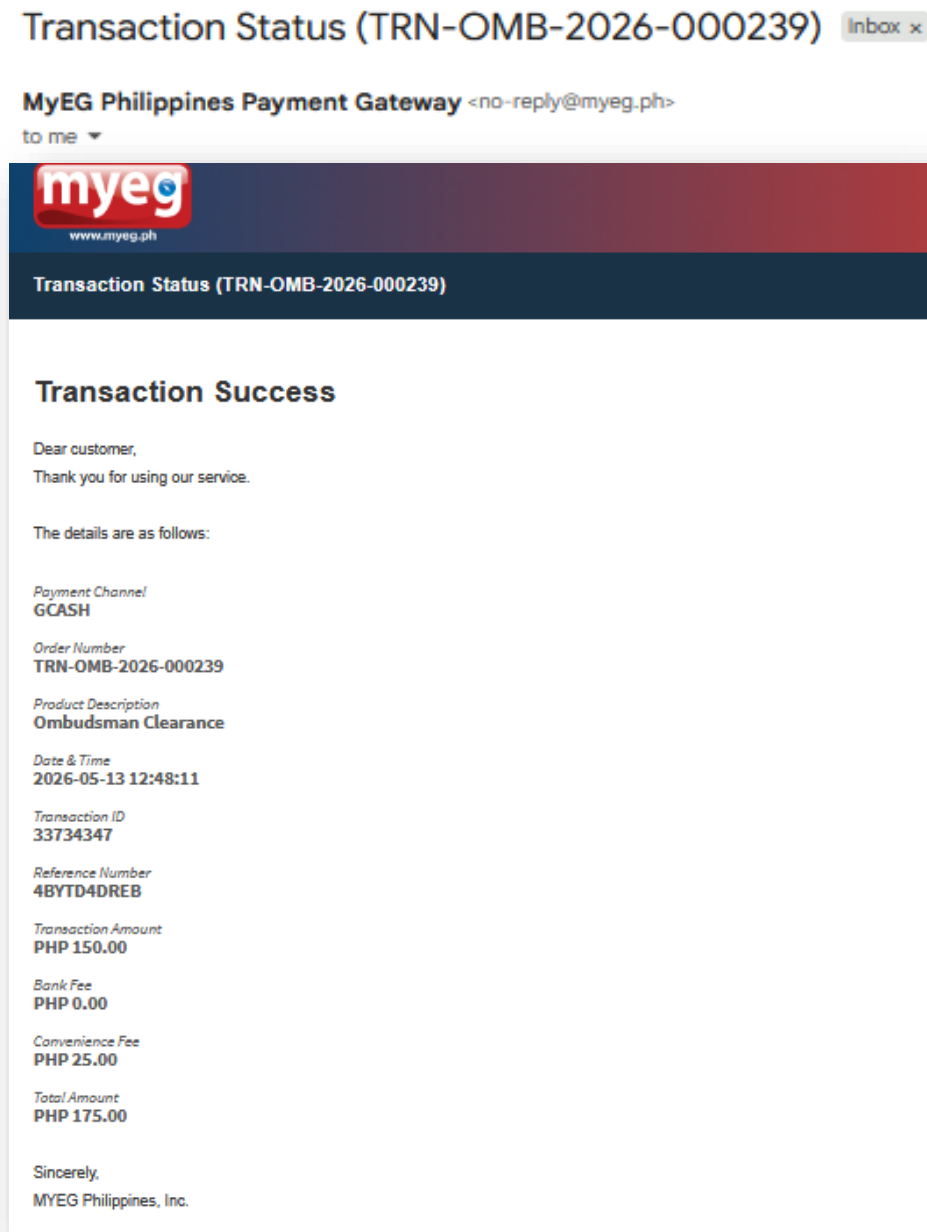 Transaction Status (TRN-OMB-2026-000239) Inbox x
MyEG Philippines Payment Gateway <no-reply@myeg.ph>
to me
myeg
www.myeg.ph
Transaction Status (TRN-OMB-2026-000239)
Transaction Success
Dear customer,
Thank you for using our service.
The details are as follows:
Payment Channel
GCASH
Order Number
TRN-OMB-2026-000239
Product Description
Ombudsman Clearance
Date & Time
2026-05-13 12:48:11
Transaction ID
33734347
Reference Number
4BYTD4DREB
Transaction Amount
PHP 150.00
Bank Fee
PHP 0.00
Convenience Fee
PHP 25.00
Total Amount
PHP 175.00
Sincerely,
MYEG Philippines, Inc.